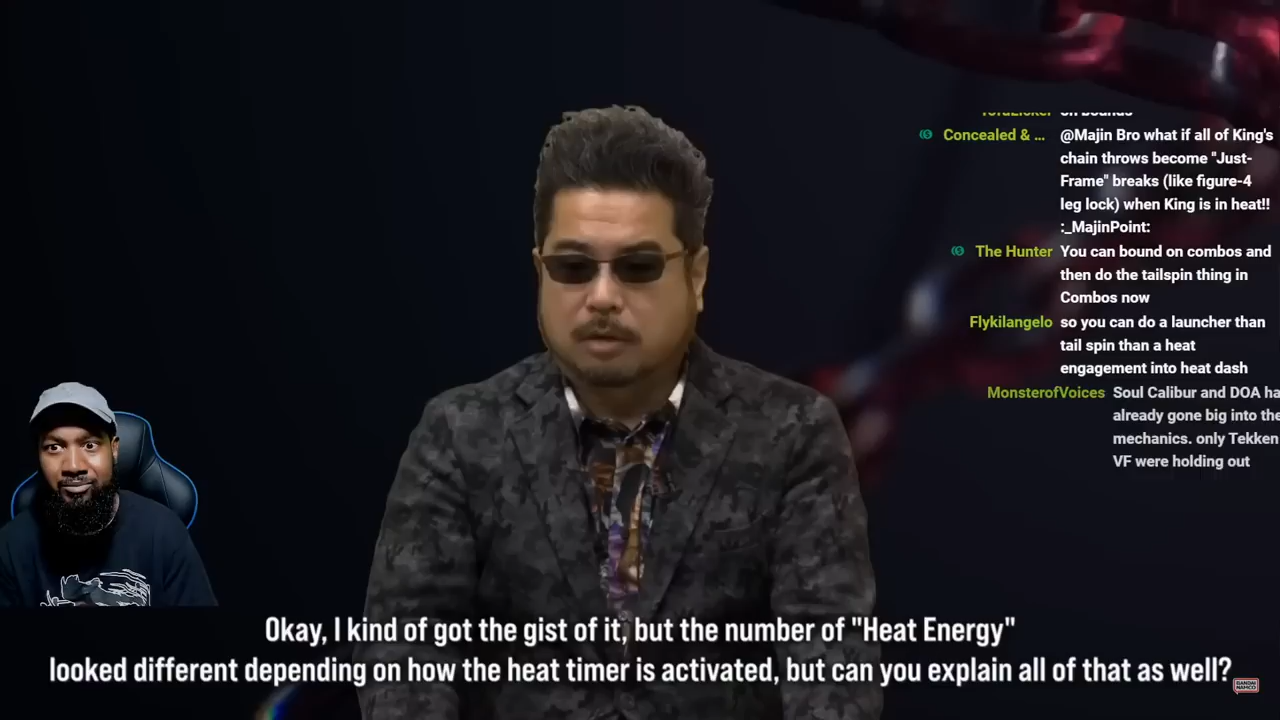 on bounds
Concealed & ... @Majin Bro what if all of King's
chain throws become "Just-
Frame" breaks (like figure-4
leg lock) when King is in heat!!
:_MajinPoint:
The Hunter You can bound on combos and
then do the tailspin thing in
Combos now
Flykilangelo so you can do a launcher than
tail spin than a heat
engagement into heat dash
MonsterofVoices Soul Calibur and DOA ha
already gone big into the
mechanics. only Tekken
VF were holding out
Okay, I kind of got the gist of it, but the number of "Heat Energy"
looked different depending on how the heat timer is activated, but can you explain all of that as well?
BANDAI
NAMCO